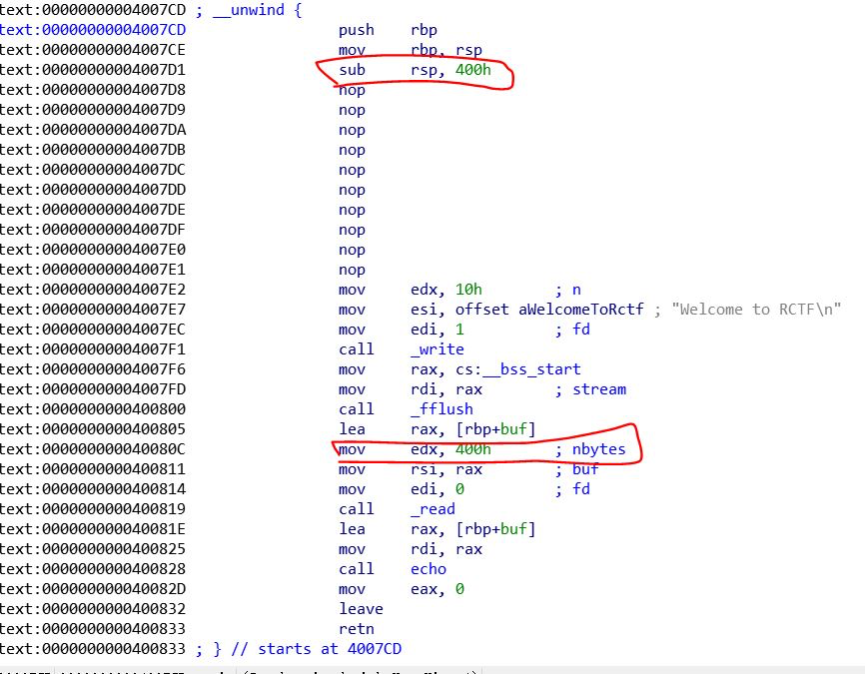 text:00000000004007CD ; __unwind {
text:00000000004007CD push rbp
text:00000000004007CE mov rbp, rsp
text:00000000004007D1 sub rsp, 400h
text:00000000004007D8 nop
text:00000000004007D9 nop
text:00000000004007DA nop
text:00000000004007DB nop
text:00000000004007DC nop
text:00000000004007DD nop
text:00000000004007DE nop
text:00000000004007DF nop
text:00000000004007E0 nop
text:00000000004007E1 nop
text:00000000004007E2 mov edx, 10h ; n
text:00000000004007E7 mov esi, offset aWelcomeToRctf ; "Welcome to RCTF\n"
text:00000000004007EC mov edi, 1 ; fd
text:00000000004007F1 call _write
text:00000000004007F6 mov rax, cs:__bss_start
text:00000000004007FD mov rdi, rax ; stream
text:0000000000400800 call _fflush
text:0000000000400805 lea rax, [rbp+buf]
text:000000000040080C mov edx, 400h ; nbytes
text:0000000000400811 mov rsi, rax ; buf
text:0000000000400814 mov edi, 0 ; fd
text:0000000000400819 call _read
text:000000000040081E lea rax, [rbp+buf]
text:0000000000400825 mov rdi, rax
text:0000000000400828 call echo
text:000000000040082D mov eax, 0
text:0000000000400832 leave
text:0000000000400833 retn
text:0000000000400833 ; } // starts at 4007CD